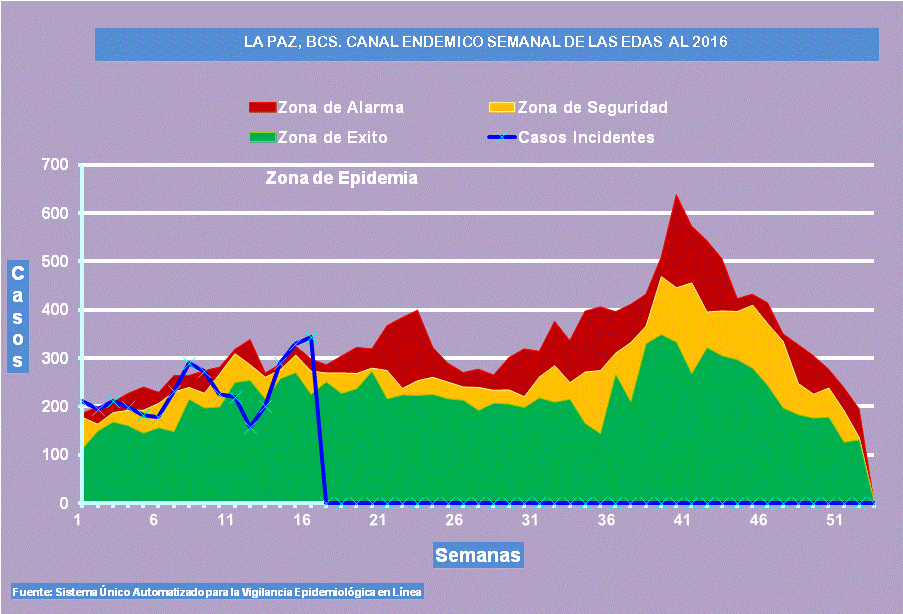 LA PAZ, BCS. CANAL ENDEMICO SEMANAL DE LAS EDAS AL 2016
Zona de Alarma
Zona de Seguridad
Zona de Exito
Casos Incidentes
Zona de Epidemia
700
600
500
400
300
200
100
0
Casos
1 6 11 16 21 26 31 36 41 46 51
Semanas
Fuente: Sistema Único Automatizado para la Vigilancia Epidemiológica en Línea